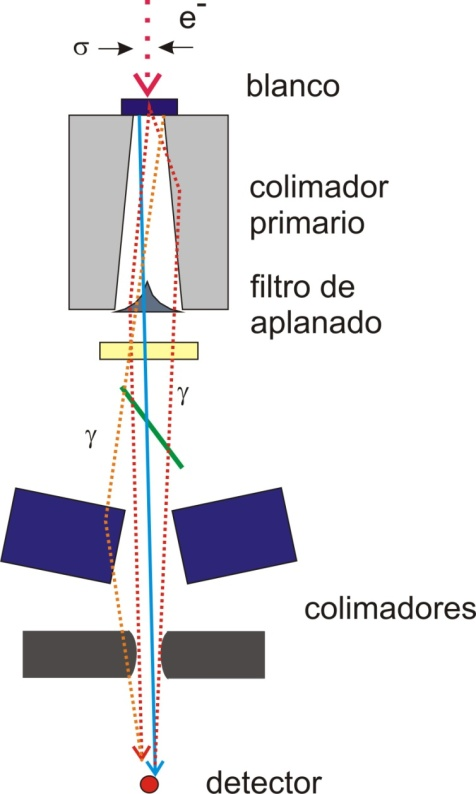 e-
σ
blanco
colimador
primario
filtro de
aplanado
γ
γ
colimadores
detector